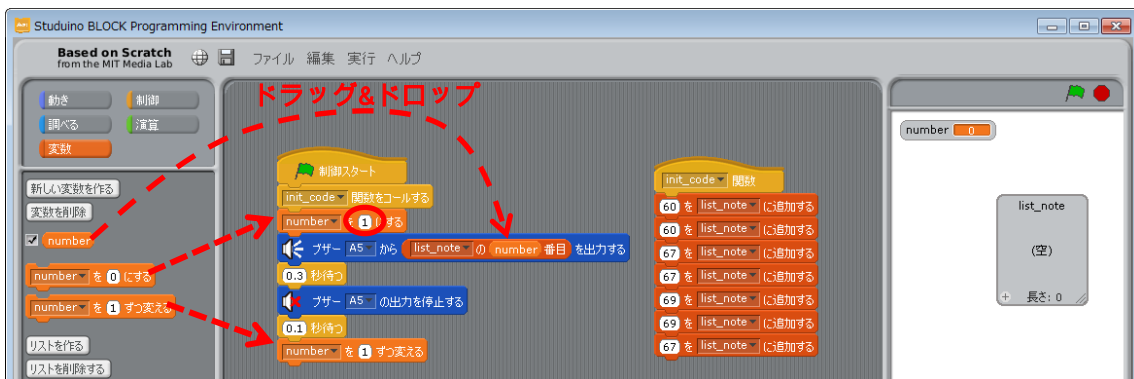 Studuino BLOCK Programming Environment
Based on Scratch
from the MIT Media Lab
ファイル 編集 実行 ヘルプ
動き 制御
調べる 演算
変数
新しい変数を作る
変数を削除
number
number を 0 にする
number を 1 ずつ変える
リストを作る
リストを削除する
ドラッグ&ドロップ
制御スタート
init_code 関数をコールする
number を 1 にする
ブザー A5 から list_note の number 番目 を出力する
0.3 秒待つ
ブザー A5 の出力を停止する
0.1 秒待つ
number を 1 ずつ変える
init_code 関数
60 を list_note に追加する
60 を list_note に追加する
67 を list_note に追加する
67 を list_note に追加する
69 を list_note に追加する
69 を list_note に追加する
67 を list_note に追加する
number 0
list_note
(空)
+ 長さ: 0